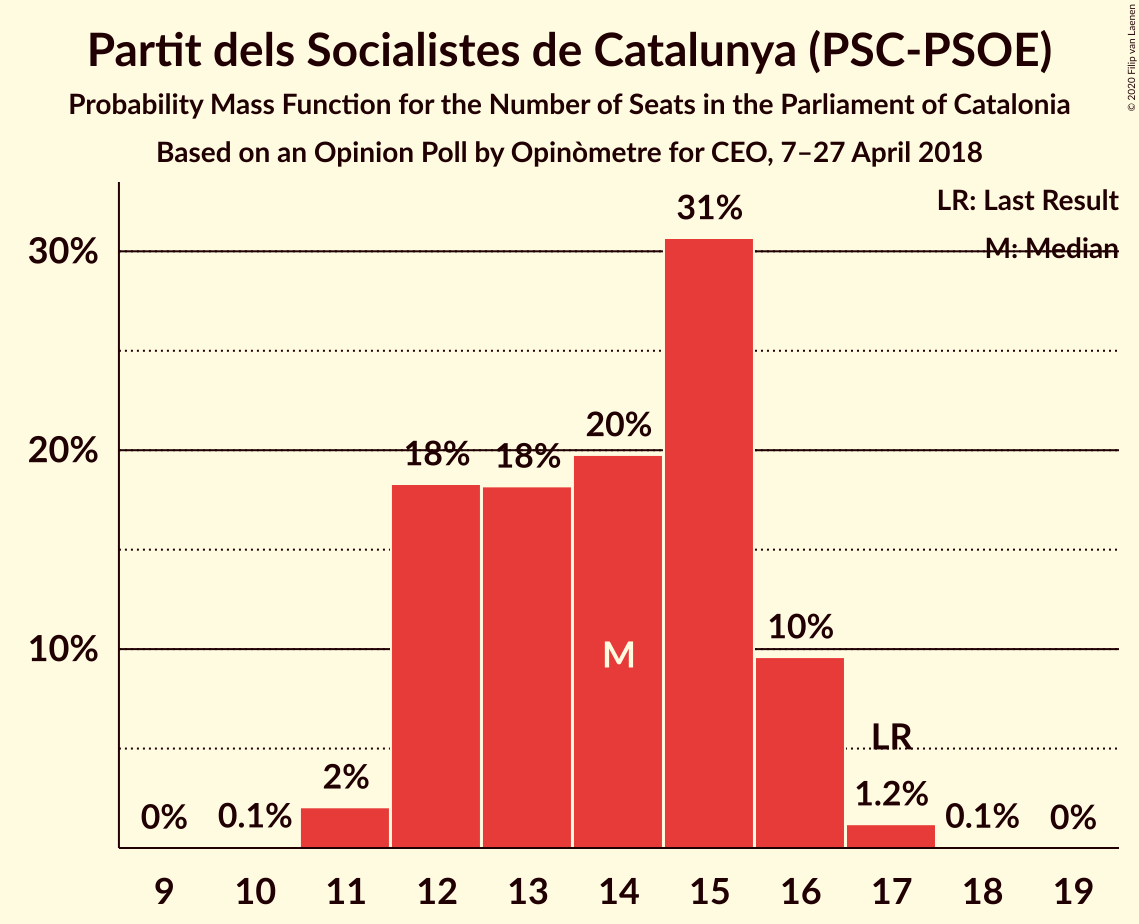 Partit dels Socialistes de Catalunya (PSC-PSOE)
Probability Mass Function for the Number of Seats in the Parliament of Catalonia
Based on an Opinion Poll by Opinòmetre for CEO, 7–27 April 2018
© 2020 Filip van Laenen
LR: Last Result
M: Median
30%
20%
10%
0%
0.1%
2%
18%
18%
20%
31%
10%
1.2%
0.1%
0%
M
LR
9 10 11 12 13 14 15 16 17 18 19